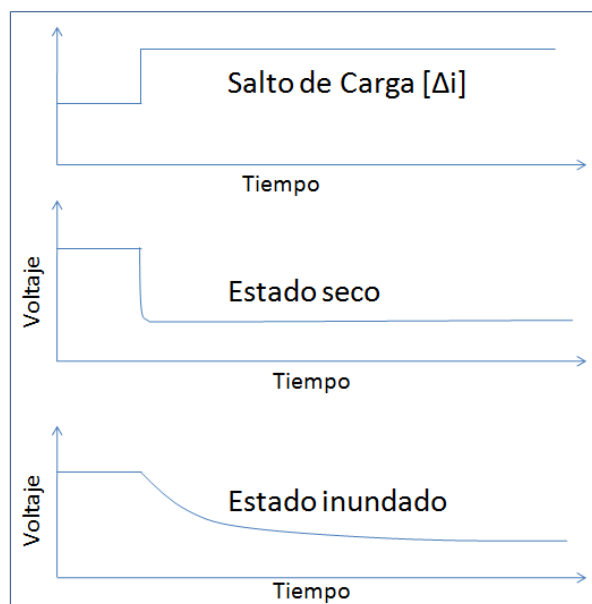 Salto de Carga [Δi]
Tiempo
Voltaje
Estado seco
Tiempo
Voltaje
Estado inundado
Tiempo